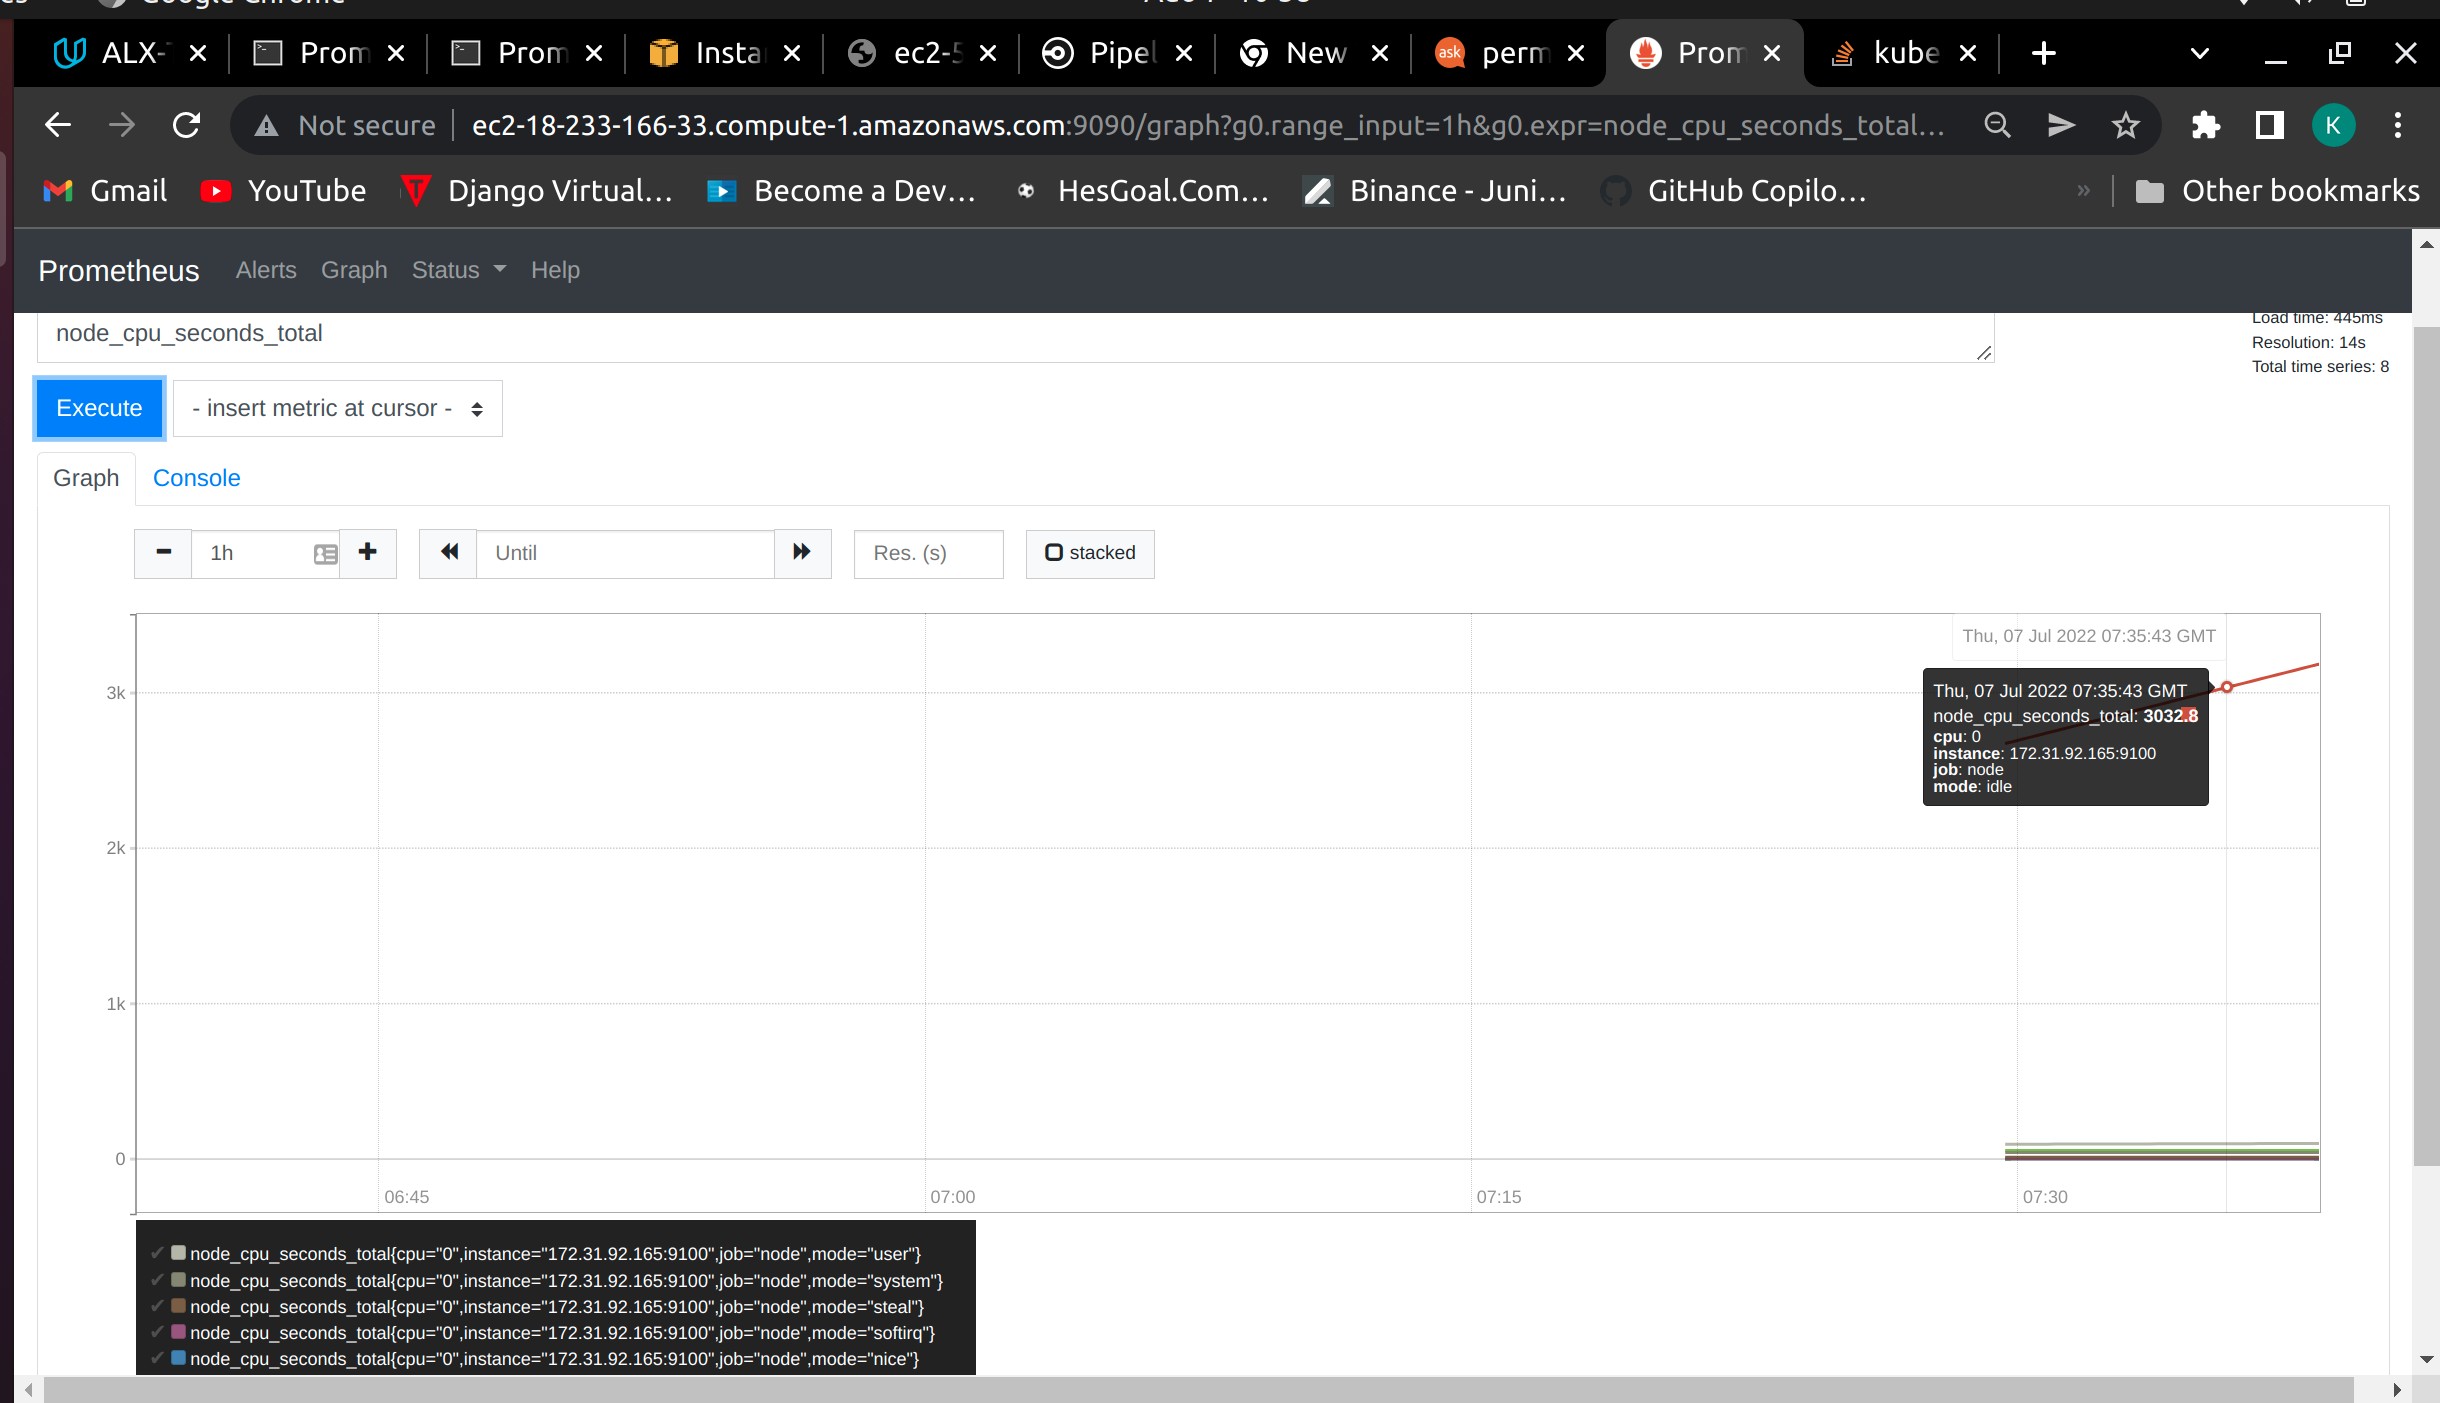 Google Chrome
ALX- Prom Prom Insta ec2-5 Pipel New ask perm Prom kube
Not secure ec2-18-233-166-33.compute-1.amazonaws.com:9090/graph?g0.range_input=1h&g0.expr=node_cpu_seconds_total... K
Gmail YouTube Django Virtual... Become a Dev... HesGoal.Com... Binance - Juni... GitHub Copilo... » Other bookmarks
Prometheus Alerts Graph Status Help
node_cpu_seconds_total
Load time: 445ms
Resolution: 14s
Total time series: 8
Execute - insert metric at cursor -
Graph Console
1h Until Res. (s) stacked
Thu, 07 Jul 2022 07:35:43 GMT
Thu, 07 Jul 2022 07:35:43 GMT
node_cpu_seconds_total: 3032.8
cpu: 0
instance: 172.31.92.165:9100
job: node
mode: idle
3k
2k
1k
0
06:45 07:00 07:15 07:30
✔ node_cpu_seconds_total{cpu="0",instance="172.31.92.165:9100",job="node",mode="user"}
✔ node_cpu_seconds_total{cpu="0",instance="172.31.92.165:9100",job="node",mode="system"}
✔ node_cpu_seconds_total{cpu="0",instance="172.31.92.165:9100",job="node",mode="steal"}
✔ node_cpu_seconds_total{cpu="0",instance="172.31.92.165:9100",job="node",mode="softirq"}
✔ node_cpu_seconds_total{cpu="0",instance="172.31.92.165:9100",job="node",mode="nice"}